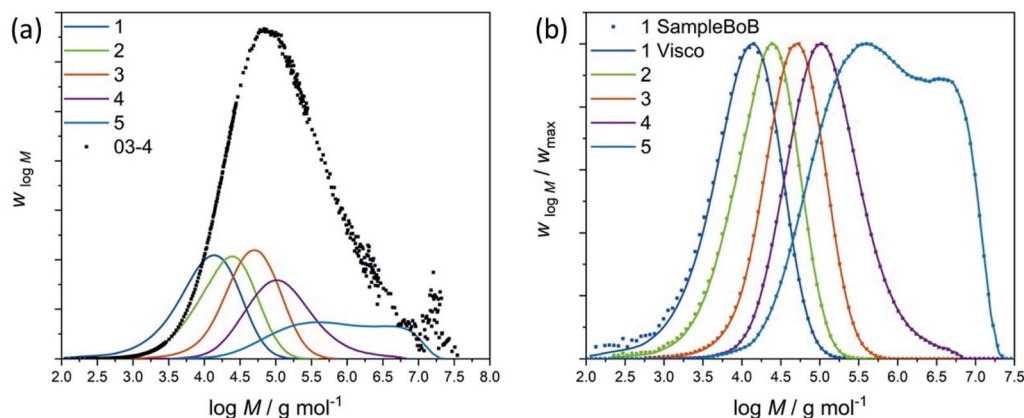 (a)
1
2
3
4
5
03-4
w log M
2.0 2.5 3.0 3.5 4.0 4.5 5.0 5.5 6.0 6.5 7.0 7.5 8.0
log M / g mol-1
(b)
1 SampleBoB
1 Visco
2
3
4
5
w log M / w max
2.0 2.5 3.0 3.5 4.0 4.5 5.0 5.5 6.0 6.5 7.0 7.5
log M / g mol-1